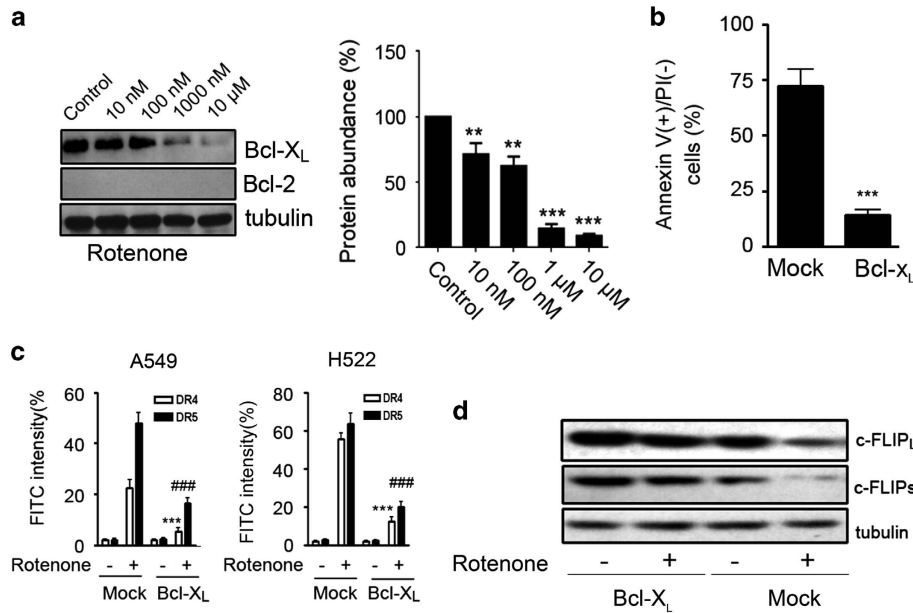 a
Control
10 nM
100 nM
1000 nM
10 µM
Bcl-XL
Bcl-2
tubulin
Rotenone
Protein abundance (%)
150
100
50
0
**
**
***
***
Control
10 nM
100 nM
1 µM
10 µM
b
Annexin V(+)/PI(-)
cells (%)
100
75
50
25
0
***
Mock
Bcl-xL
c
A549
FITC intensity(%
60
40
20
0
DR4
DR5
***
###
Rotenone - + - +
Mock Bcl-XL
H522
FITC intensity(%)
80
60
40
20
0
DR4
DR5
***
###
Rotenone - + - +
Mock Bcl-XL
d
c-FLIPL
c-FLIPs
tubulin
Rotenone - + - +
Bcl-XL Mock